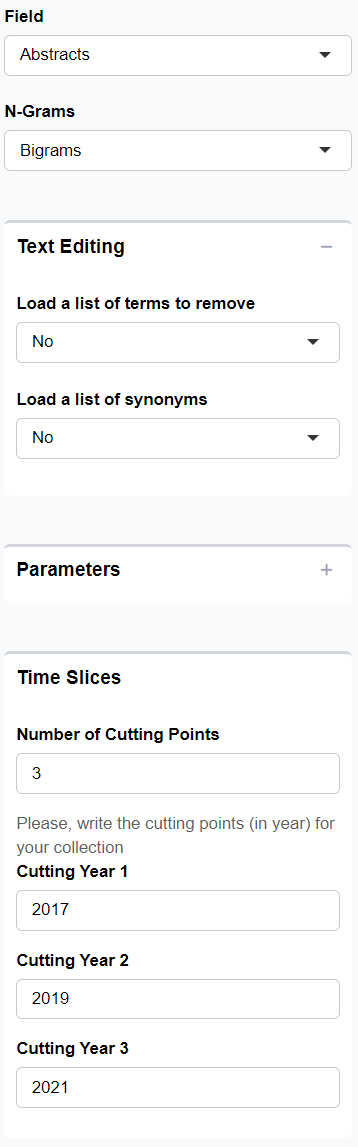 Field
Abstracts
N-Grams
Bigrams
Text Editing
Load a list of terms to remove
No
Load a list of synonyms
No
Parameters
Time Slices
Number of Cutting Points
3
Please, write the cutting points (in year) for
your collection
Cutting Year 1
2017
Cutting Year 2
2019
Cutting Year 3
2021